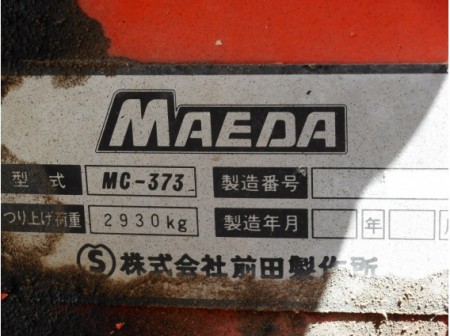 MAEDA
型式 MC-373 製造番号
つり上げ荷重 2930kg 製造年月 年
S 株式会社前田製作所